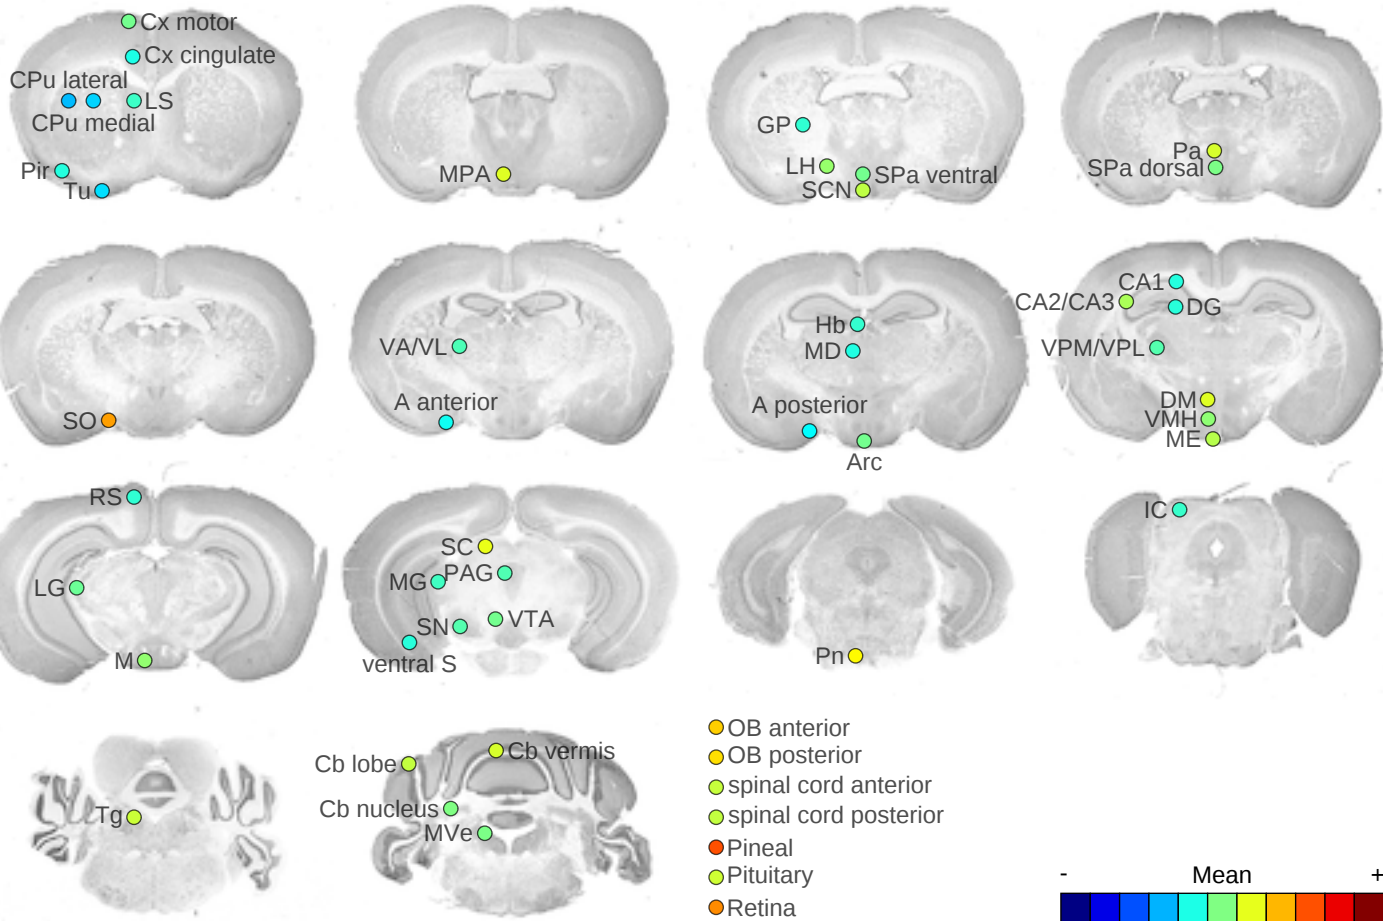 Cx motor
Cx cingulate
CPu lateral
LS
CPu medial
Pir
Tu
MPA
GP
LH
SPa ventral
SCN
Pa
SPa dorsal
SO
VA/VL
A anterior
Hb
MD
A posterior
Arc
CA1
CA2/CA3
DG
VPM/VPL
DM
VMH
ME
RS
LG
M
SC
MG
PAG
SN
VTA
ventral S
Pn
IC
Tg
Cb lobe
Cb vermis
Cb nucleus
MVe
OB anterior
OB posterior
spinal cord anterior
spinal cord posterior
Pineal
Pituitary
Retina
- Mean +